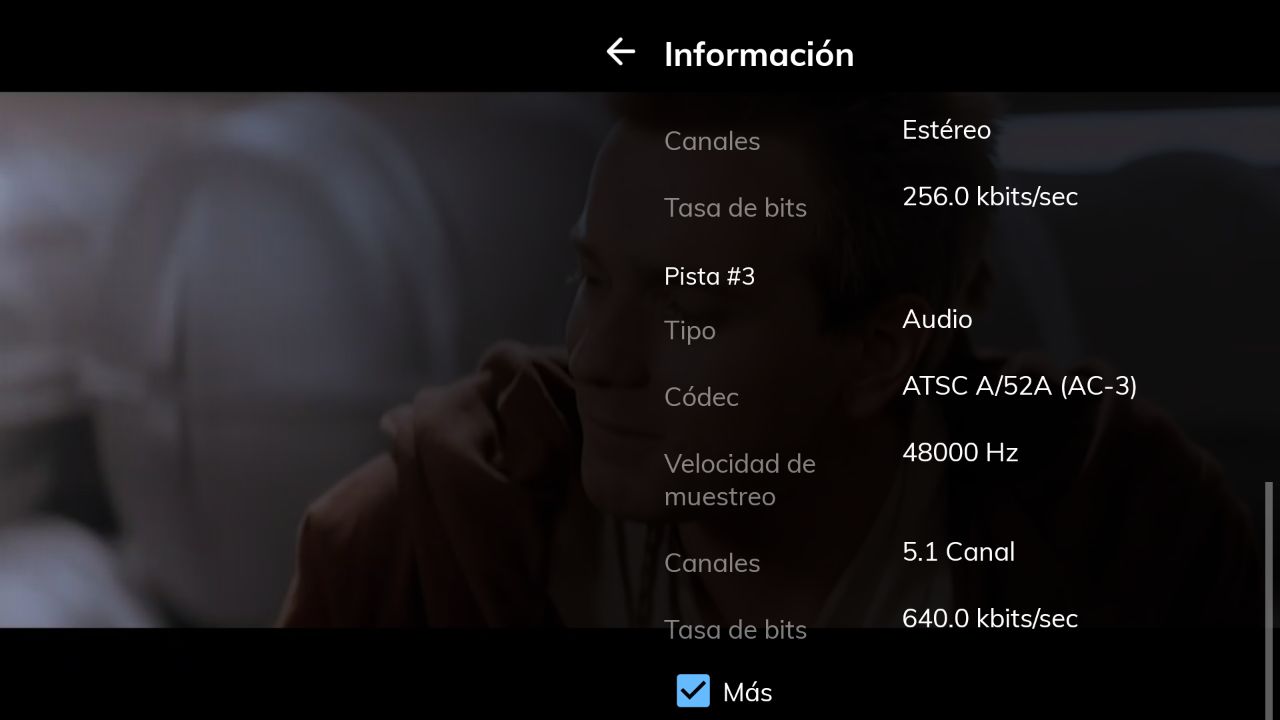 Información
Canales
Estéreo
Tasa de bits
256.0 kbits/sec
Pista #3
Tipo
Audio
Códec
ATSC A/52A (AC-3)
Velocidad de
muestreo
48000 Hz
Canales
5.1 Canal
Tasa de bits
640.0 kbits/sec
Más